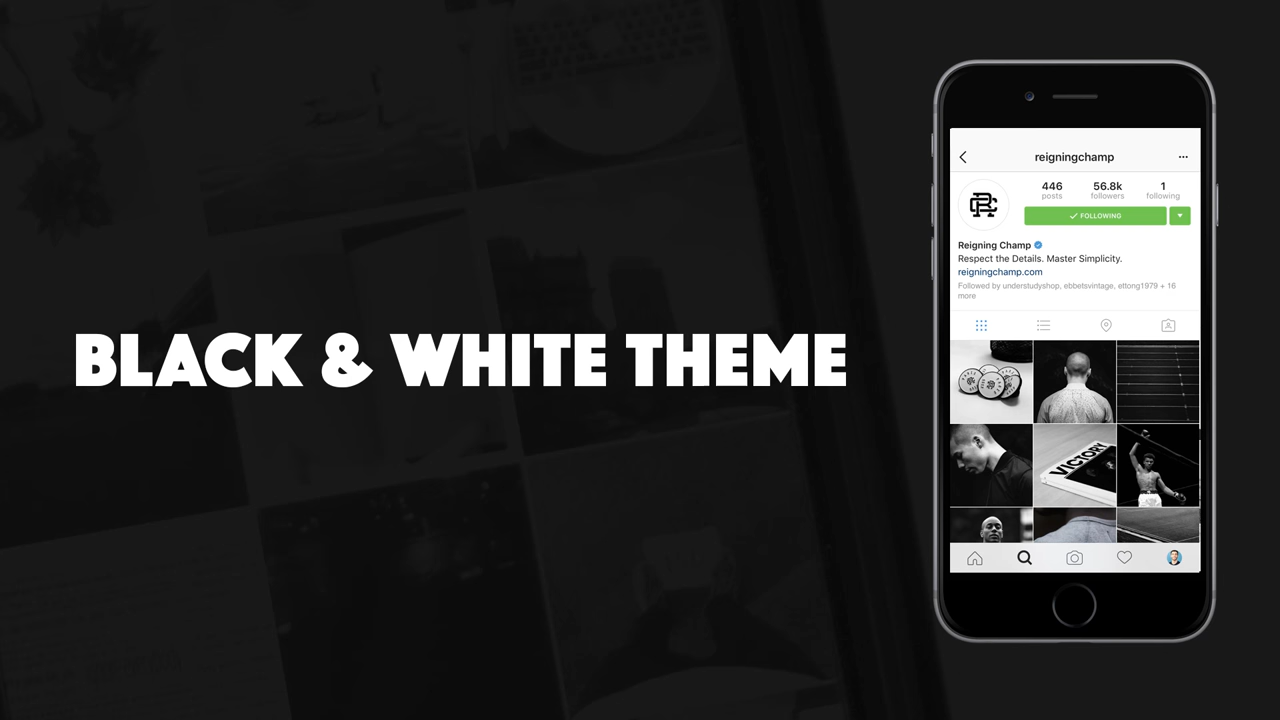 BLACK & WHITE THEME
reigningchamp
446
posts
56.8k
followers
1
following
FOLLOWING
Reigning Champ
Respect the Details. Master Simplicity.
reigningchamp.com
Followed by understudyshop, ebbetsvintage, ettong1979 + 16
more
VICTORY